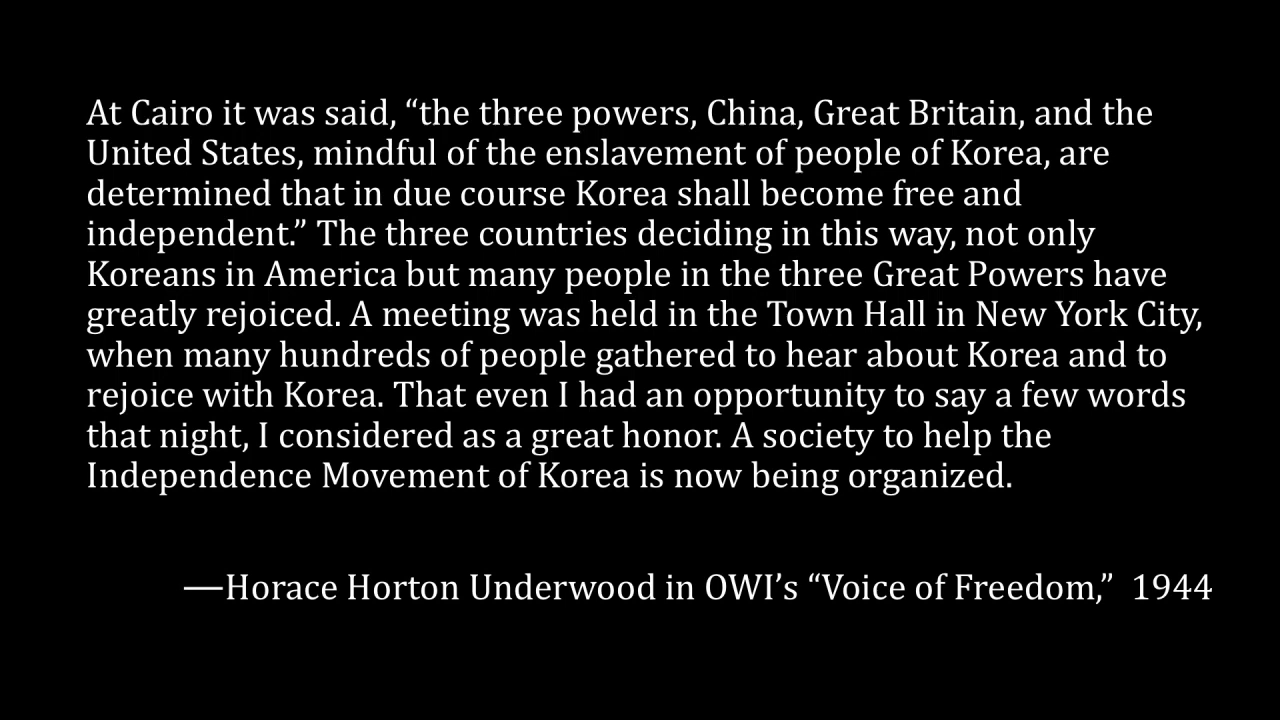 At Cairo it was said, “the three powers, China, Great Britain, and the
United States, mindful of the enslavement of people of Korea, are
determined that in due course Korea shall become free and
independent.” The three countries deciding in this way, not only
Koreans in America but many people in the three Great Powers have
greatly rejoiced. A meeting was held in the Town Hall in New York City,
when many hundreds of people gathered to hear about Korea and to
rejoice with Korea. That even I had an opportunity to say a few words
that night, I considered as a great honor. A society to help the
Independence Movement of Korea is now being organized.
—Horace Horton Underwood in OWI’s “Voice of Freedom,” 1944